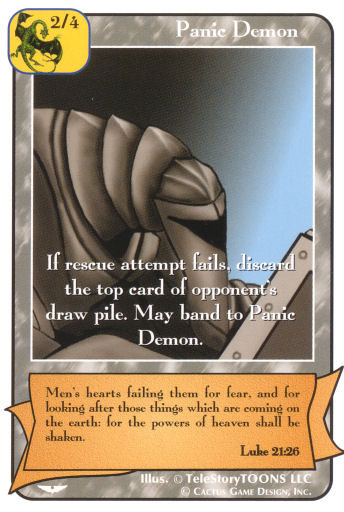 2/4
Panic Demon
If rescue attempt fails, discard
the top card of opponent's
draw pile. May band to Panic
Demon.
Men's hearts failing them for fear, and for
looking after those things which are coming on
the earth: for the powers of heaven shall be
shaken.
Luke 21:26
Illus. © TeleStoryTOONS LLC
© Cactus Game Design, Inc.